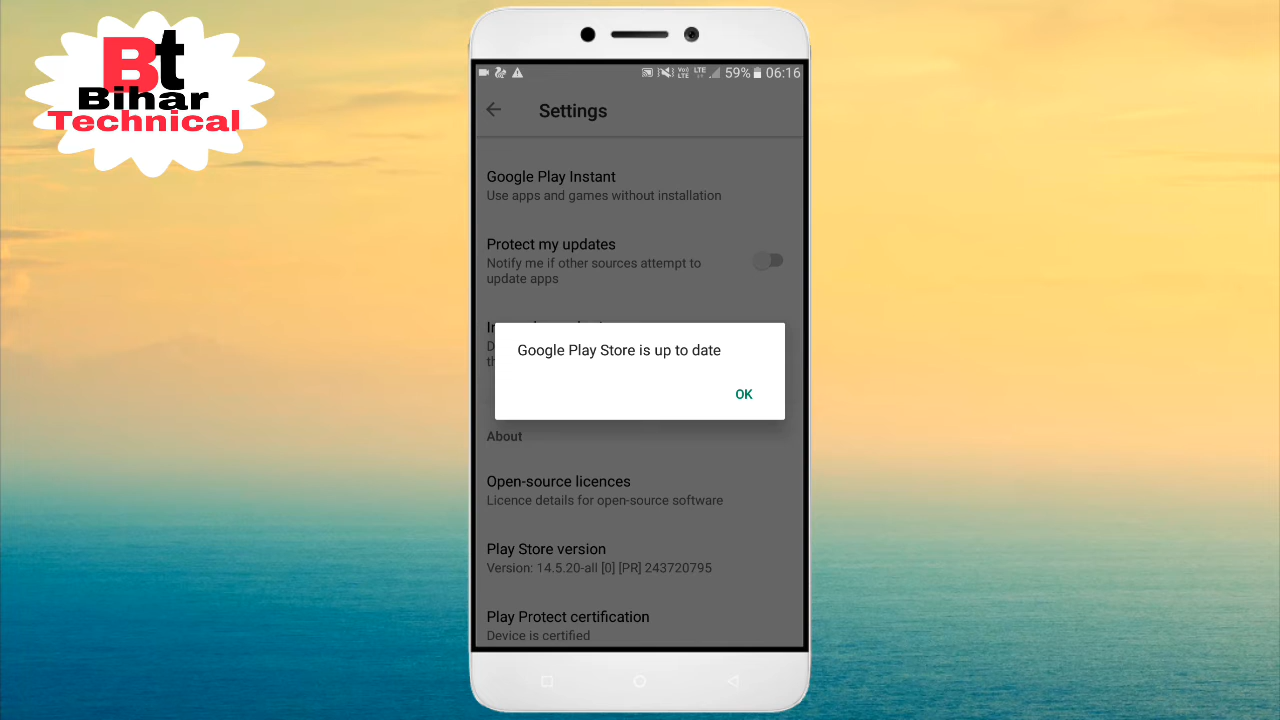 Bt
Bihar
Technical
Vo)
LTE
LTE
59%
06:16
Settings
Google Play Instant
Use apps and games without installation
Protect my updates
Notify me if other sources attempt to
update apps
Google Play Store is up to date
OK
About
Open-source licences
Licence details for open-source software
Play Store version
Version: 14.5.20-all [0] [PR] 243720795
Play Protect certification
Device is certified